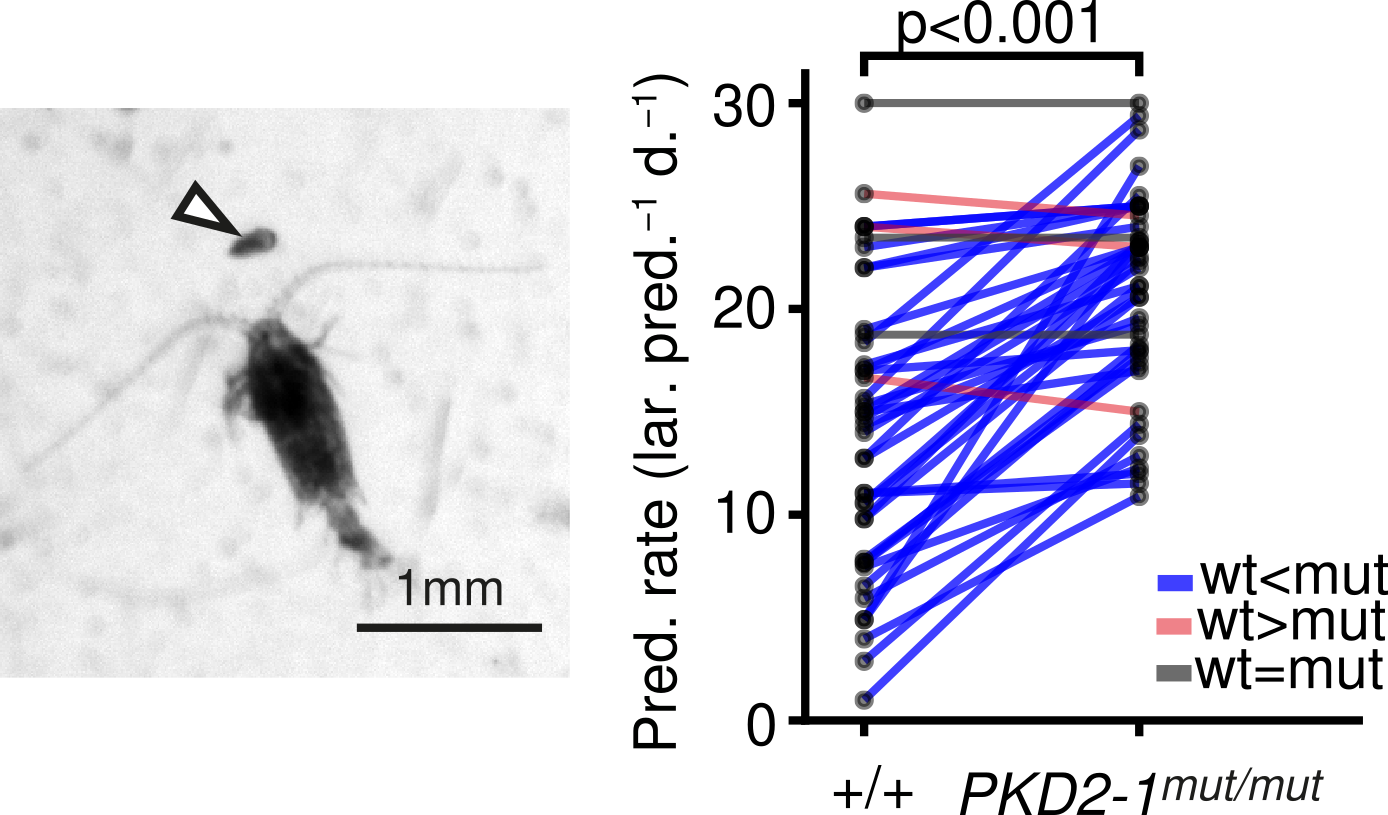 p<0.001
Pred. rate (lar. pred.⁻¹ d.⁻¹)
30
20
10
0
1mm
wt<mut
wt>mut
wt=mut
+/+ PKD2-1mut/mut